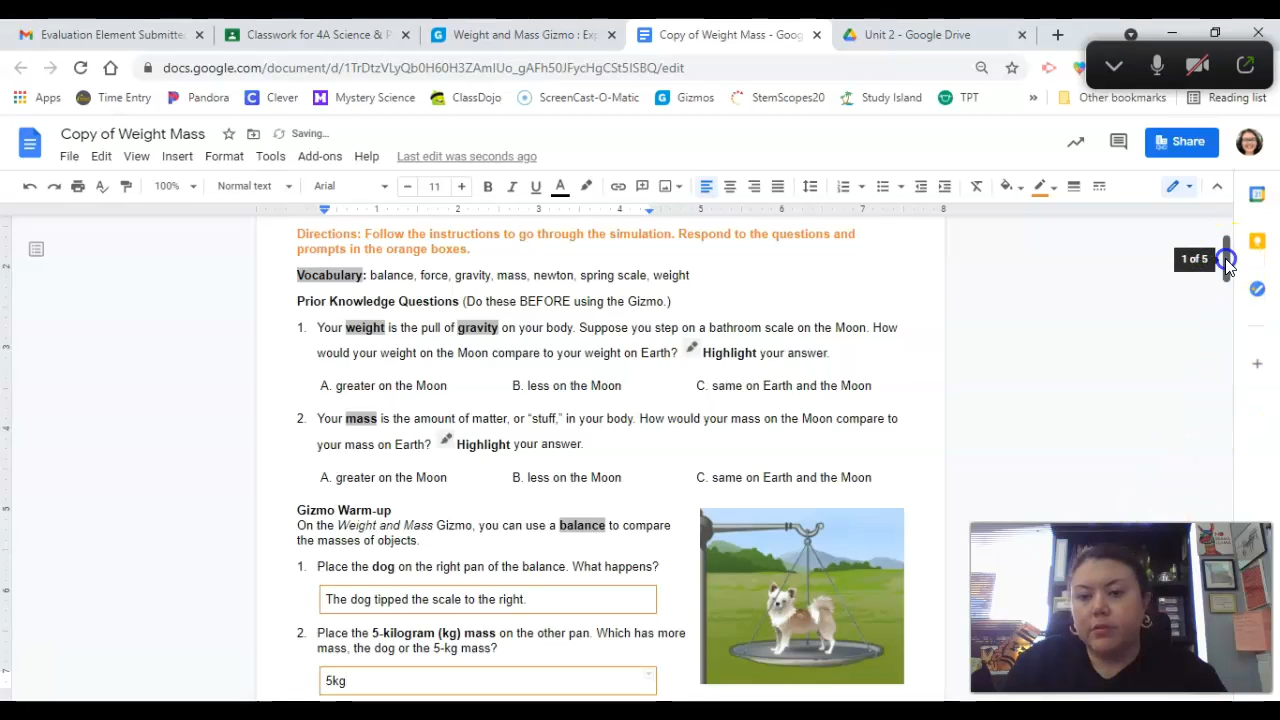 Evaluation Element Submitte
Classwork for 4A Science &
Weight and Mass Gizmo : Exp
Copy of Weight Mass - Goog
Unit 2 - Google Drive
Apps
Time Entry
Pandora
Clever
Mystery Science
ClassDojo
ScreenCast-O-Matic
Gizmos
StemScopes20
Study Island
TPT
Other bookmarks
Reading list
Copy of Weight Mass
Saving...
Share
File Edit View Insert Format Tools Add-ons Help Last edit was seconds ago
100% Normal text Arial 11 B I U A
1 2 3 4 5 6 7 8
Directions: Follow the instructions to go through the simulation. Respond to the questions and
prompts in the orange boxes.
1 of 5
Vocabulary: balance, force, gravity, mass, newton, spring scale, weight
Prior Knowledge Questions (Do these BEFORE using the Gizmo.)
1. Your weight is the pull of gravity on your body. Suppose you step on a bathroom scale on the Moon. How
would your weight on the Moon compare to your weight on Earth? Highlight your answer.
A. greater on the Moon B. less on the Moon C. same on Earth and the Moon
2. Your mass is the amount of matter, or “stuff,” in your body. How would your mass on the Moon compare to
your mass on Earth? Highlight your answer.
A. greater on the Moon B. less on the Moon C. same on Earth and the Moon
Gizmo Warm-up
On the Weight and Mass Gizmo, you can use a balance to compare
the masses of objects.
1. Place the dog on the right pan of the balance. What happens?
The dog tipped the scale to the right.
2. Place the 5-kilogram (kg) mass on the other pan. Which has more
mass, the dog or the 5-kg mass?
5kg